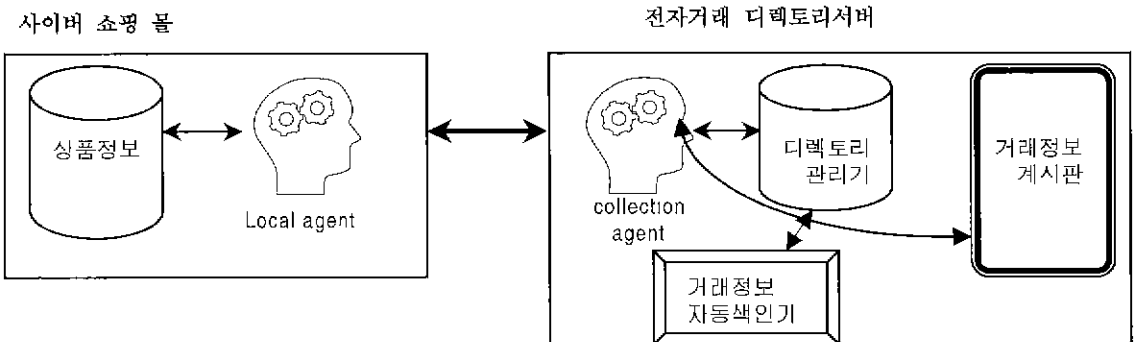 사이버 쇼핑 몰
전자거래 디렉토리서버
상품정보
Local agent
collection
agent
디렉토리
관리기
거래정보
게시판
거래정보
자동색인기